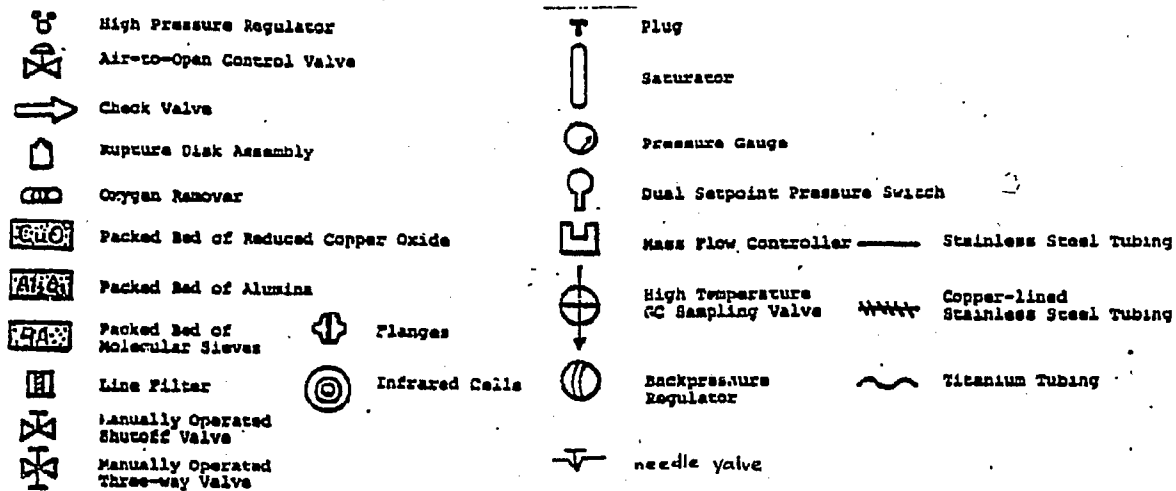 High Pressure Regulator
Air-to-Open Control Valve
Check Valve
Rupture Disk Assembly
Oxygen Remover
CuO
Packed Bed of Reduced Copper Oxide
Packed Bed of Alumina
Packed Bed of
Molecular Sieves
Flanges
Line Filter
Infrared Cells
Manually Operated
Shutoff Valve
Manually Operated
Three-way Valve
Plug
Saturator
Pressure Gauge
Dual Setpoint Pressure Switch
Mass Flow Controller
Stainless Steel Tubing
High Temperature
GC Sampling Valve
Copper-lined
Stainless Steel Tubing
Backpressure
Regulator
Titanium Tubing
needle valve